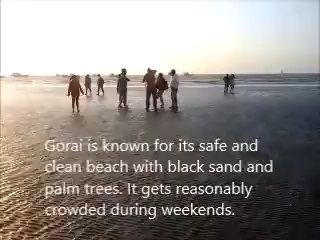 Gorai is known for its safe and
clean beach with black sand and
palm trees. It gets reasonably
crowded during weekends.